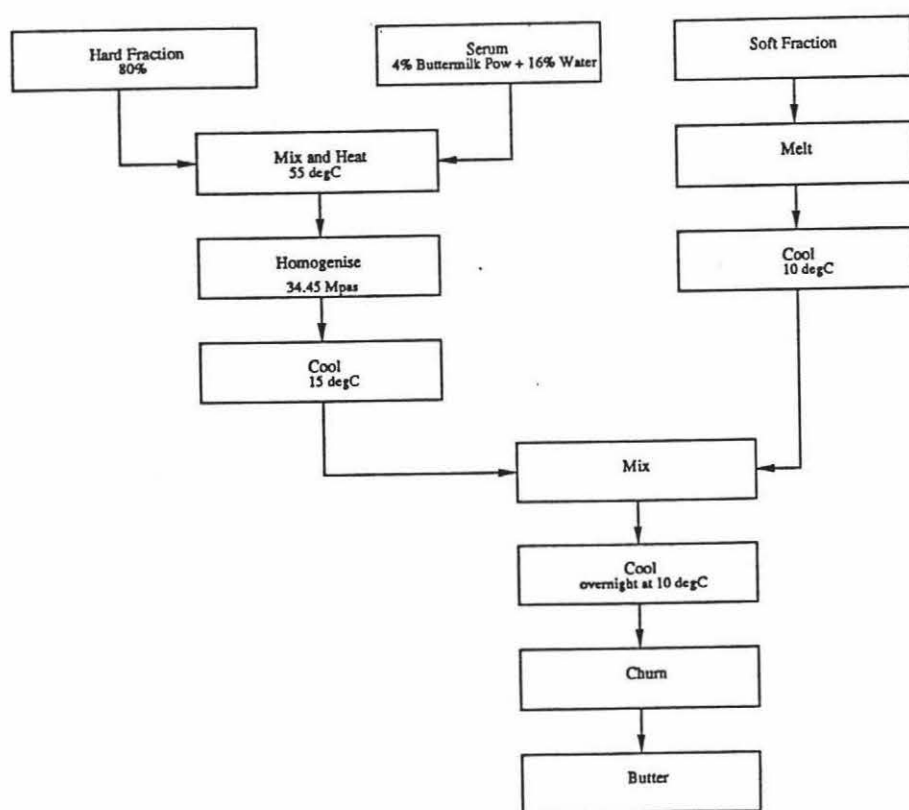 Hard Fraction
80%
Serum
4% Buttermilk Pow + 16% Water
Soft Fraction
Mix and Heat
55 degC
Melt
Homogenise
34.45 Mpas
Cool
10 degC
Cool
15 degC
Mix
Cool
overnight at 10 degC
Churn
Butter